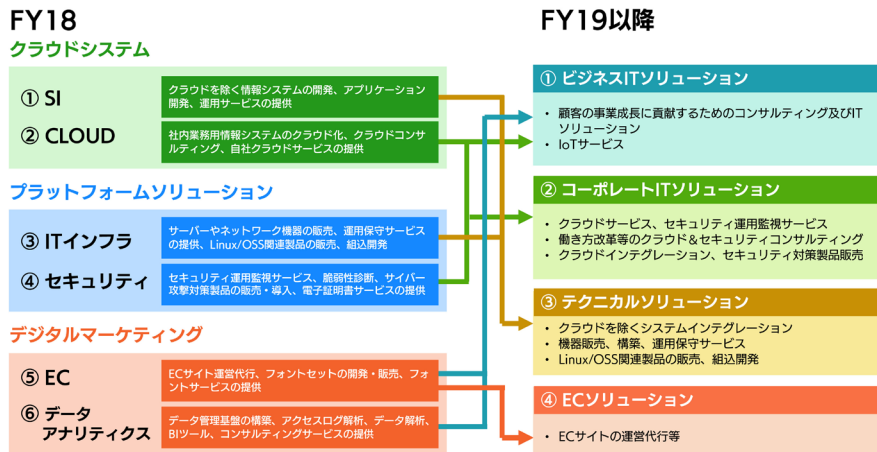 FY18
クラウドシステム
① SI
クラウドを除く情報システムの開発、アプリケーション
開発、運用サービスの提供
② CLOUD
社内業務用情報システムのクラウド化、クラウドコンサ
ルティング、自社クラウドサービスの提供
プラットフォームソリューション
③ ITインフラ
サーバーやネットワーク機器の販売、運用保守サービス
の提供、Linux/OSS関連製品の販売、組込開発
④ セキュリティ
セキュリティ運用監視サービス、脆弱性診断、サイバー
攻撃対策製品の販売・導入、電子証明書サービスの提供
デジタルマーケティング
⑤ EC
ECサイト運営代行、フォントセットの開発・販売、フォ
ントサービスの提供
⑥ データ
アナリティクス
データ管理基盤の構築、アクセスログ解析、データ解析、
BIツール、コンサルティングサービスの提供
FY19以降
① ビジネスITソリューション
• 顧客の事業成長に貢献するためのコンサルティング及びIT
ソリューション
• IoTサービス
② コーポレートITソリューション
• クラウドサービス、セキュリティ運用監視サービス
• 働き方改革等のクラウド＆セキュリティコンサルティング
• クラウドインテグレーション、セキュリティ対策製品販売
③ テクニカルソリューション
• クラウドを除くシステムインテグレーション
• 機器販売、構築、運用保守サービス
• Linux/OSS関連製品の販売、組込開発
④ ECソリューション
• ECサイトの運営代行等